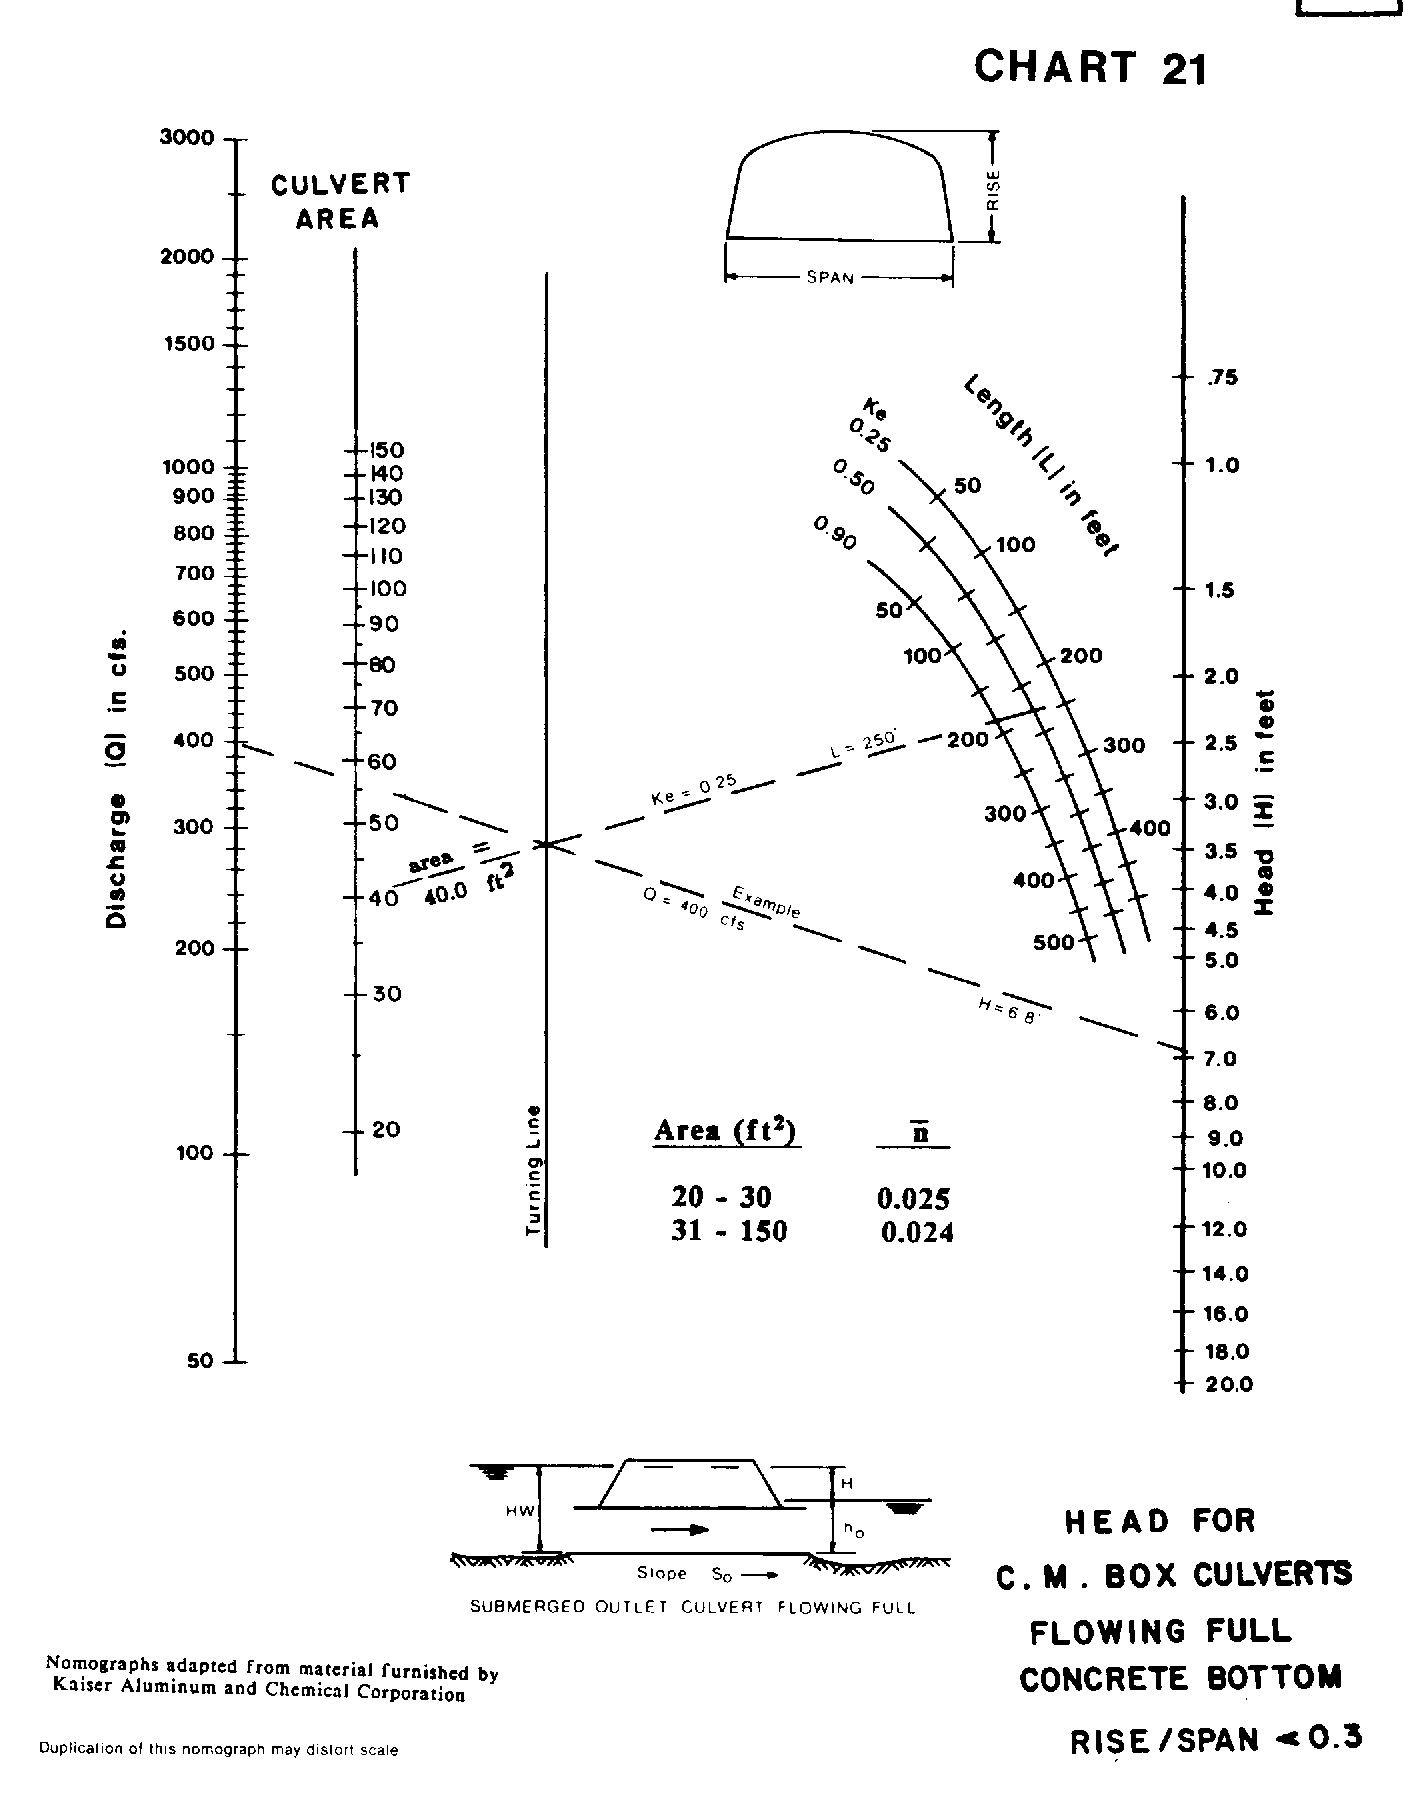 CHART 21
CULVERT
AREA
RISE
SPAN
3000
2000
1500
1000
900
800
700
600
500
400
300
200
100
50
Discharge (Q) in cfs.
150
140
130
120
110
100
90
80
70
60
50
40
30
20
area =
40.0 ft²
Turning Line
Ke
0.25
0.50
0.90
Length (L) in feet
50
100
200
300
400
50
100
200
300
400
500
Ke = 0.25
L = 250'
Example
Q = 400 cfs
H = 6.8'
.75
1.0
1.5
2.0
2.5
3.0
3.5
4.0
4.5
5.0
6.0
7.0
8.0
9.0
10.0
12.0
14.0
16.0
18.0
20.0
Head (H) in feet
Area (ft²) n̅
20 - 30 0.025
31 - 150 0.024
HW
H
ho
Slope So
SUBMERGED OUTLET CULVERT FLOWING FULL
HEAD FOR
C. M. BOX CULVERTS
FLOWING FULL
CONCRETE BOTTOM
RISE/SPAN < 0.3
Nomographs adapted from material furnished by
Kaiser Aluminum and Chemical Corporation
Duplication of this nomograph may distort scale